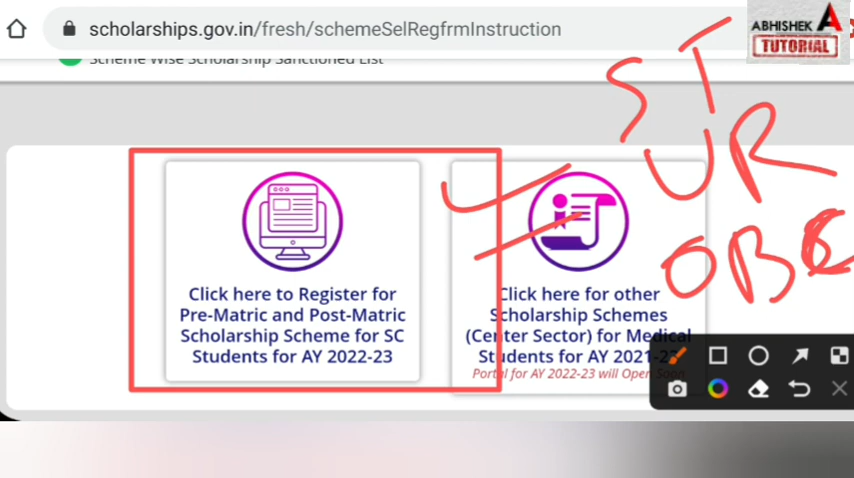 scholarships.gov.in/fresh/schemeSelRegfrmInstruction
ABHISHEK A
TUTORIAL
Scheme Wise Scholarship Sanctioned List
ST
UR
OBC
Click here to Register for
Pre-Matric and Post-Matric
Scholarship Scheme for SC
Students for AY 2022-23
Click here for other
Scholarship Schemes
(Center Sector) for Medical
Students for AY 2021-22
Portal for AY 2022-23 will Open Soon